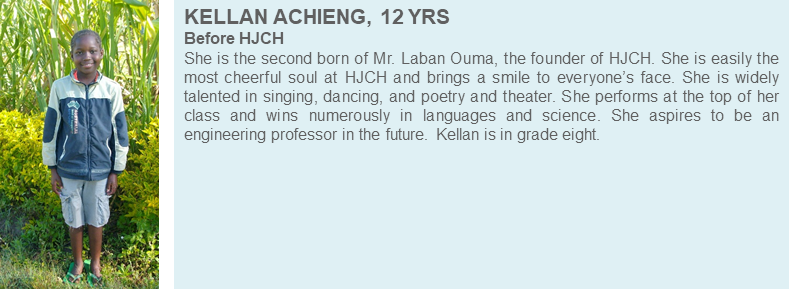 KELLAN ACHIENG, 12 YRS
Before HJCH
She is the second born of Mr. Laban Ouma, the founder of HJCH. She is easily the
most cheerful soul at HJCH and brings a smile to everyone’s face. She is widely
talented in singing, dancing, and poetry and theater. She performs at the top of her
class and wins numerously in languages and science. She aspires to be an
engineering professor in the future. Kellan is in grade eight.